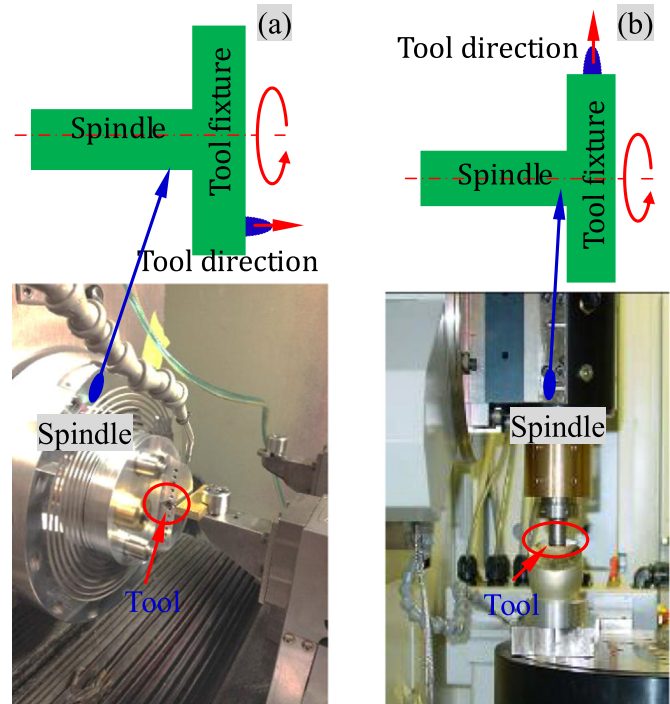 (a)
Spindle
Tool fixture
Tool direction
Spindle
Tool
(b)
Tool direction
Spindle
Tool fixture
Spindle
Tool